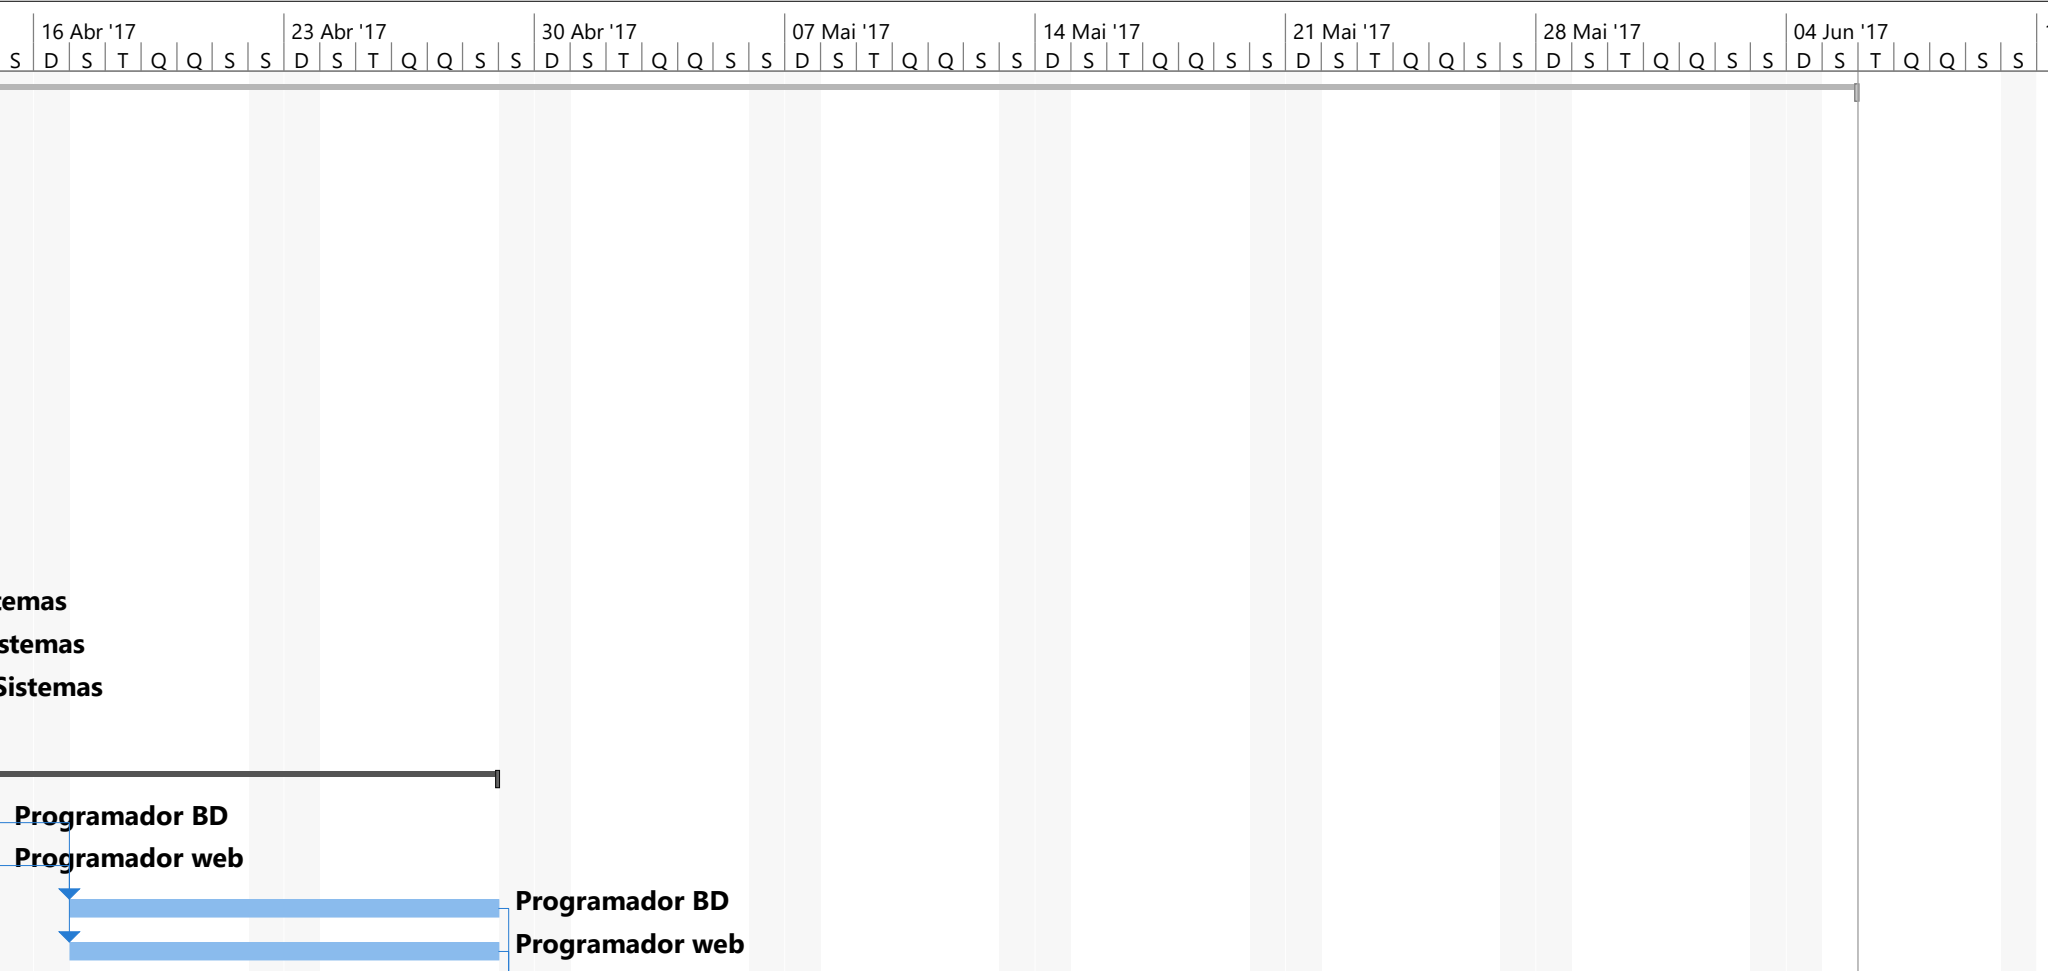 16 Abr '17 23 Abr '17 30 Abr '17 07 Mai '17 14 Mai '17 21 Mai '17 28 Mai '17 04 Jun '17
S D S T Q Q S S D S T Q Q S S D S T Q Q S S D S T Q Q S S D S T Q Q S S D S T Q Q S S D S T Q Q S S D S T Q Q S S
temas
stemas
Sistemas
Programador BD
Programador web
Programador BD
Programador web